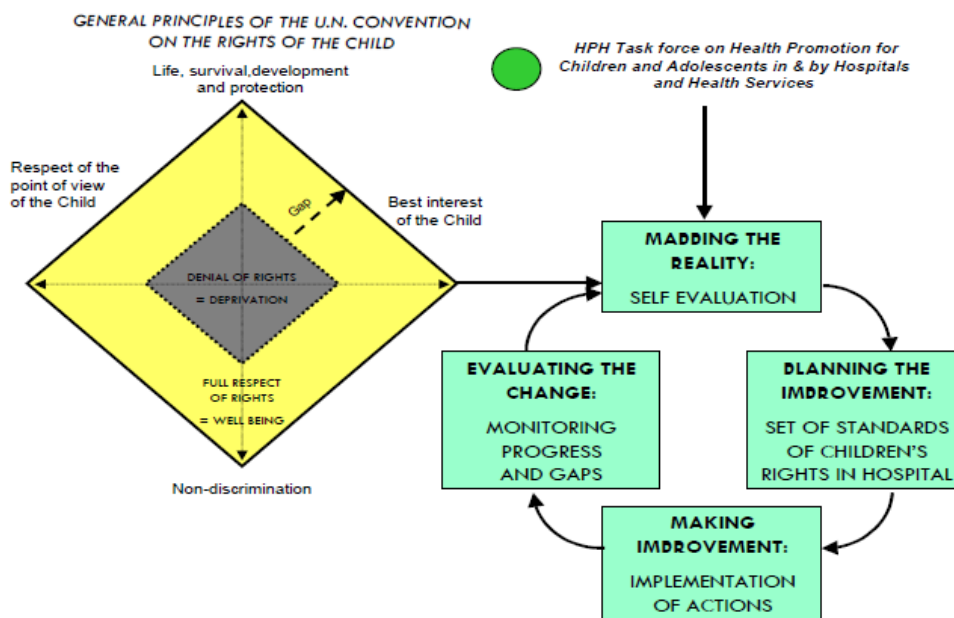 GENERAL PRINCIPLES OF THE U.N. CONVENTION
ON THE RIGHTS OF THE CHILD
Life, survival,development
and protection
Respect of the
point of view
of the Child
Gap
Best interest
of the Child
DENIAL OF RIGHTS
= DEPRIVATION
FULL RESPECT
OF RIGHTS
= WELL BEING
Non-discrimination
HPH Task force on Health Promotion for
Children and Adolescents in & by Hospitals
and Health Services
MADDING THE
REALITY:
SELF EVALUATION
EVALUATING THE
CHANGE:
MONITORING
PROGRESS
AND GAPS
DLANNING THE
IMDROVEMENT:
SET OF STANDARDS
OF CHILDREN'S
RIGHTS IN HOSPITAL
MAKING
IMDROVEMENT:
IMPLEMENTATION
OF ACTIONS